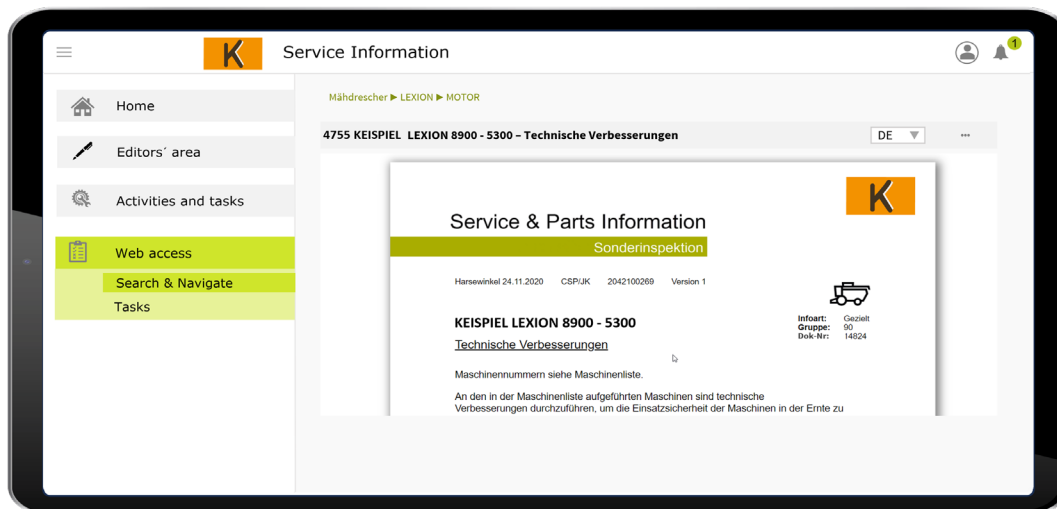 K
Service Information
1
Home
Editors´ area
Activities and tasks
Web access
Search & Navigate
Tasks
Mähdrescher ► LEXION ► MOTOR
4755 KEISPIEL LEXION 8900 - 5300 – Technische Verbesserungen
DE
K
Service & Parts Information
Sonderinspektion
Harsewinkel 24.11.2020 CSP/JK 2042100269 Version 1
KEISPIEL LEXION 8900 - 5300
Technische Verbesserungen
Infoart: Gezielt
Gruppe: 90
Dok-Nr: 14824
Maschinennummern siehe Maschinenliste.
An den in der Maschinenliste aufgeführten Maschinen sind technische
Verbesserungen durchzuführen, um die Einsatzsicherheit der Maschinen in der Ernte zu